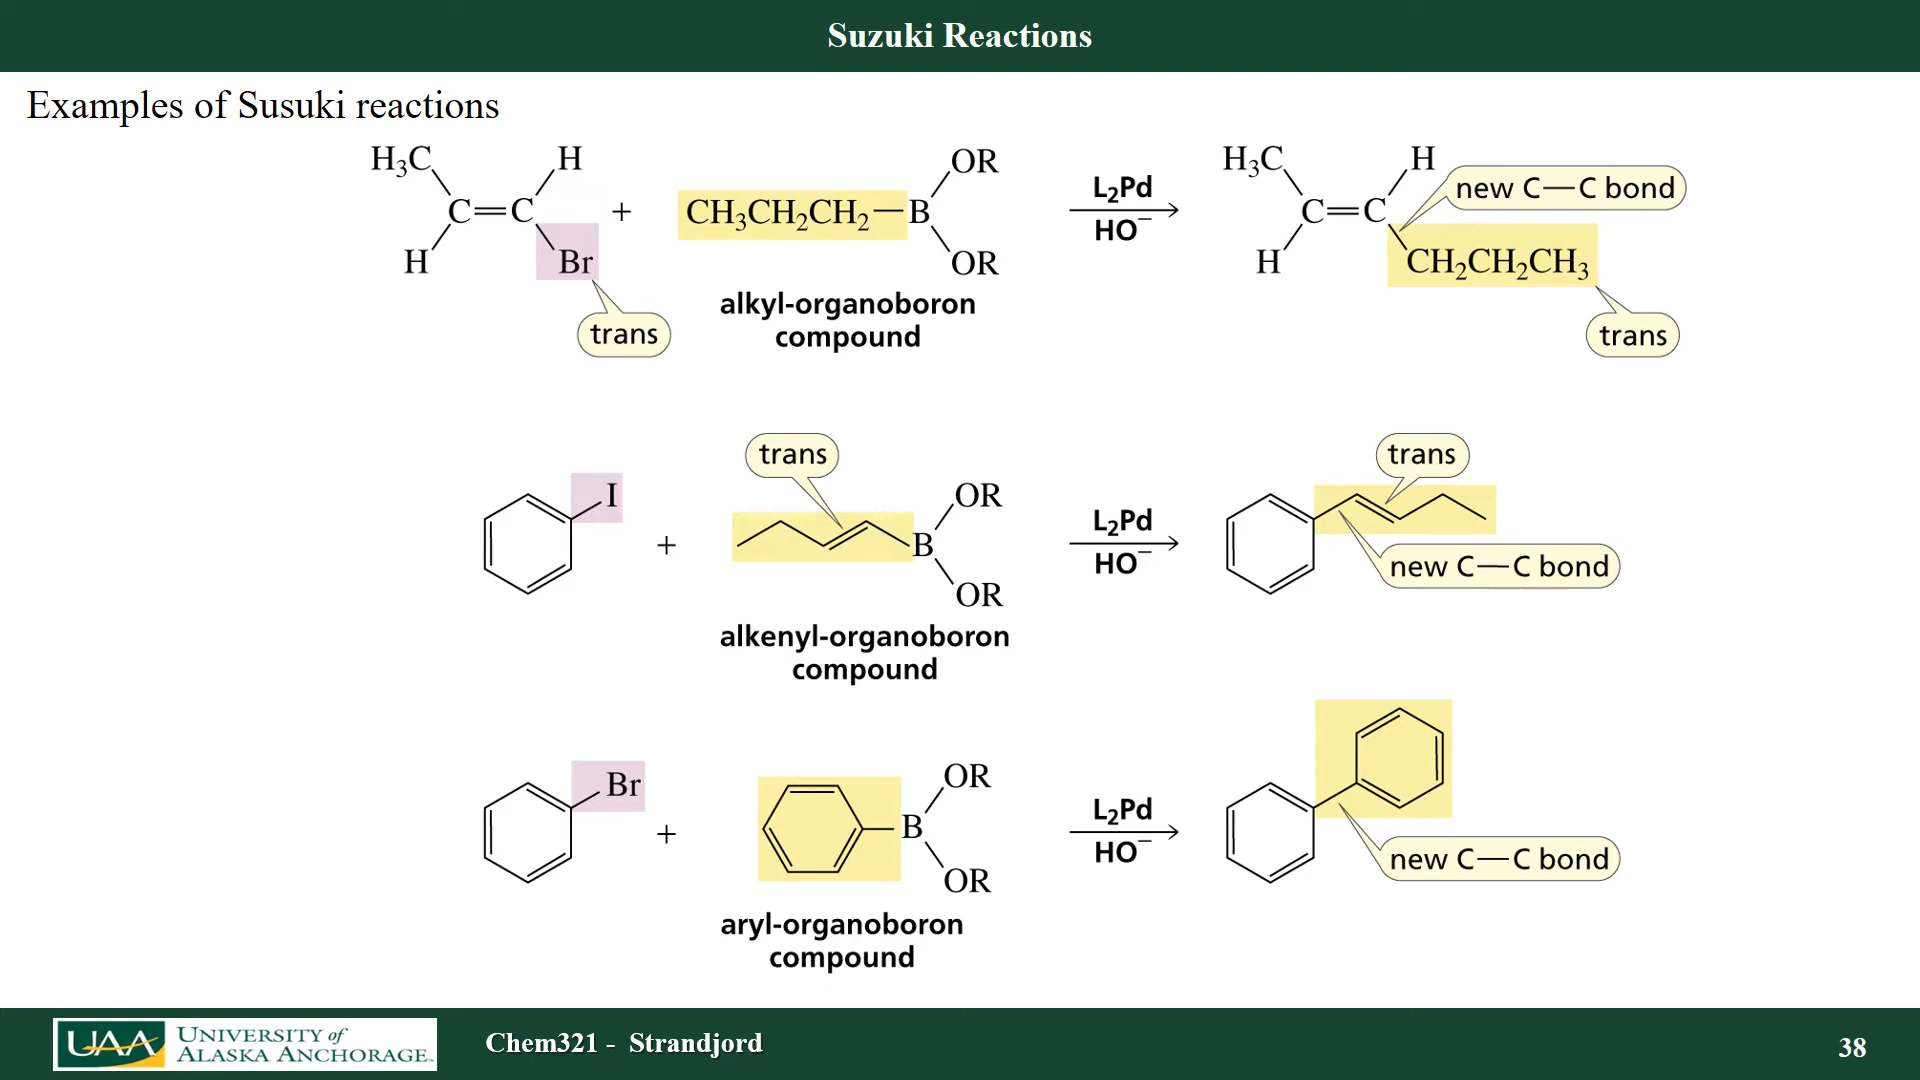 Suzuki Reactions
Examples of Susuki reactions
H₃C H
C=C
H Br
trans
+
CH₃CH₂CH₂—B
OR
OR
alkyl-organoboron
compound
L₂Pd
HO⁻
H₃C H
C=C
H CH₂CH₂CH₃
new C—C bond
trans
I
+
trans
B
OR
OR
alkenyl-organoboron
compound
L₂Pd
HO⁻
trans
new C—C bond
Br
+
B
OR
OR
aryl-organoboron
compound
L₂Pd
HO⁻
new C—C bond
UAA UNIVERSITY of
ALASKA ANCHORAGE
Chem321 - Strandjord
38